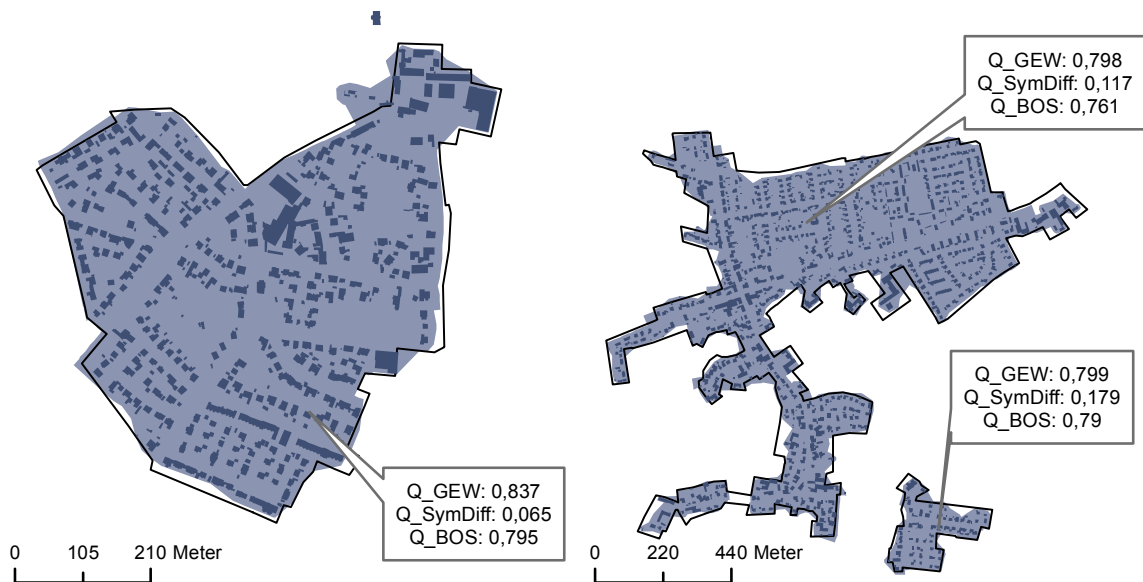 Q_GEW: 0,798
Q_SymDiff: 0,117
Q_BOS: 0,761
Q_GEW: 0,799
Q_SymDiff: 0,179
Q_BOS: 0,79
Q_GEW: 0,837
Q_SymDiff: 0,065
Q_BOS: 0,795
0 105 210 Meter
0 220 440 Meter